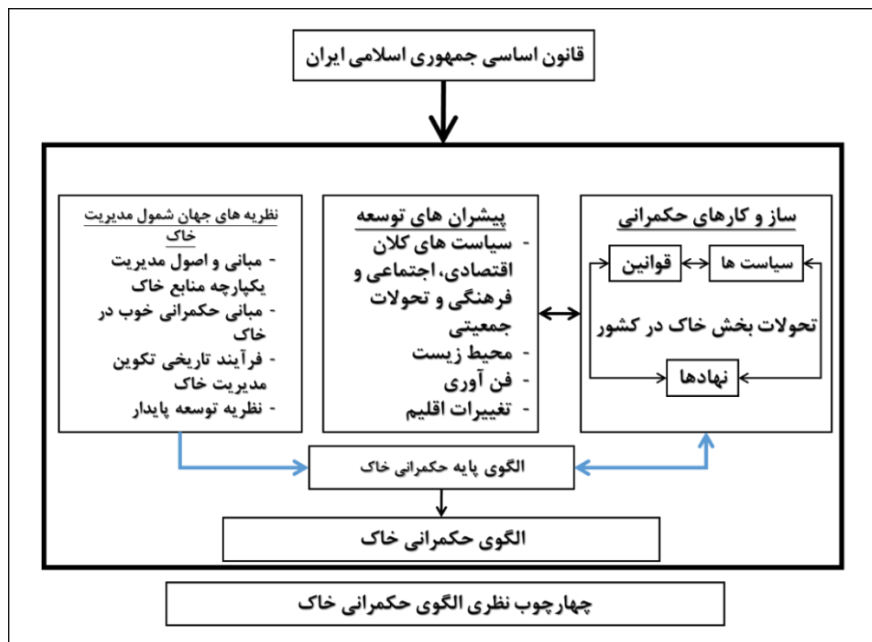 قانون اساسی جمهوری اسلامی ایران
ساز و کارهای حکمرانی
قوانین
سیاست ها
تحولات بخش خاک در کشور
نهادها
پیشران های توسعه
- سیاست های کلان
اقتصادی، اجتماعی و
فرهنگی و تحولات
جمعیتی
- محیط زیست
- فن آوری
- تغییرات اقلیم
نظریه های جهان شمول مدیریت
خاک
- مبانی و اصول مدیریت
یکپارچه منابع خاک
- مبانی حکمرانی خوب در
خاک
- فرآیند تاریخی تکوین
مدیریت خاک
- نظریه توسعه پایدار
الگوی پایه حکمرانی خاک
الگوی حکمرانی خاک
چهارچوب نظری الگوی حکمرانی خاک